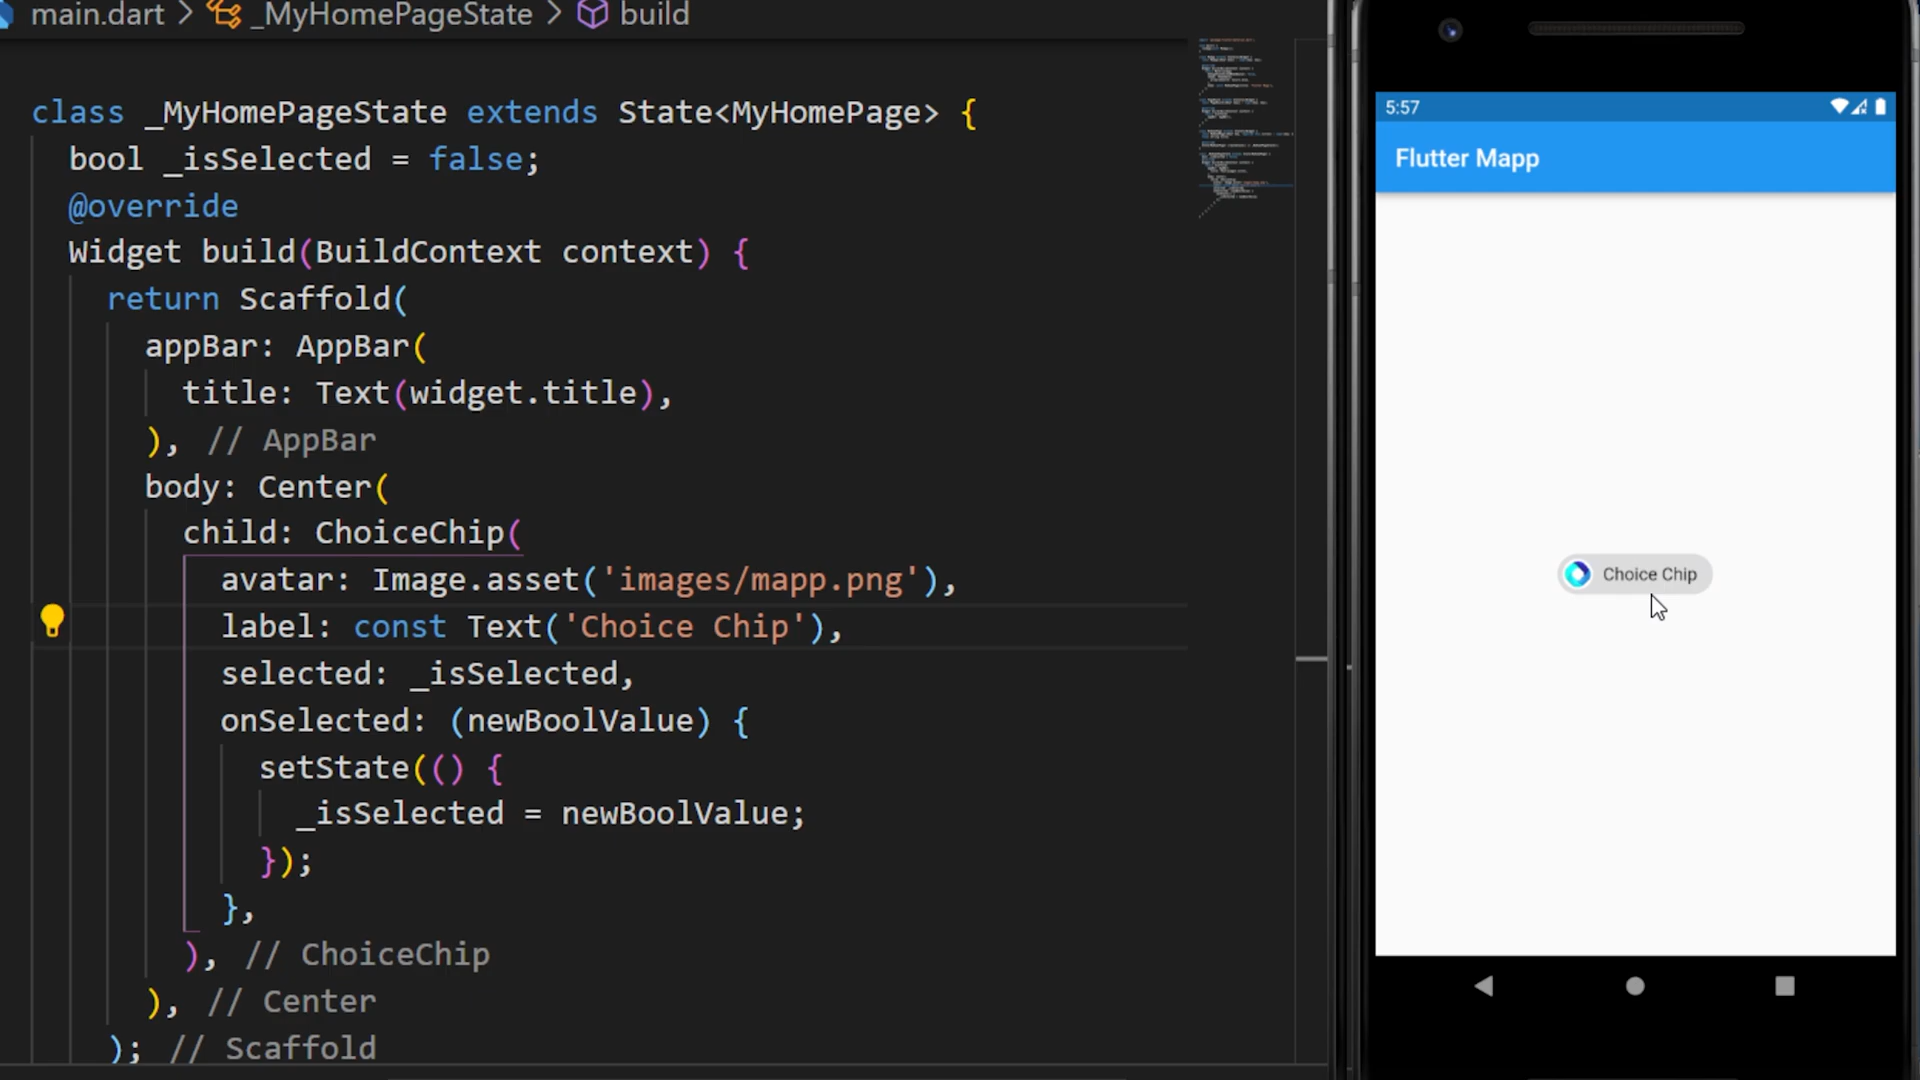 main.dart > _MyHomePageState > build
class _MyHomePageState extends State<MyHomePage> {
bool _isSelected = false;
@override
Widget build(BuildContext context) {
return Scaffold(
appBar: AppBar(
title: Text(widget.title),
), // AppBar
body: Center(
child: ChoiceChip(
avatar: Image.asset('images/mapp.png'),
label: const Text('Choice Chip'),
selected: _isSelected,
onSelected: (newBoolValue) {
setState(() {
_isSelected = newBoolValue;
});
},
), // ChoiceChip
), // Center
); // Scaffold
5:57
Flutter Mapp
Choice Chip